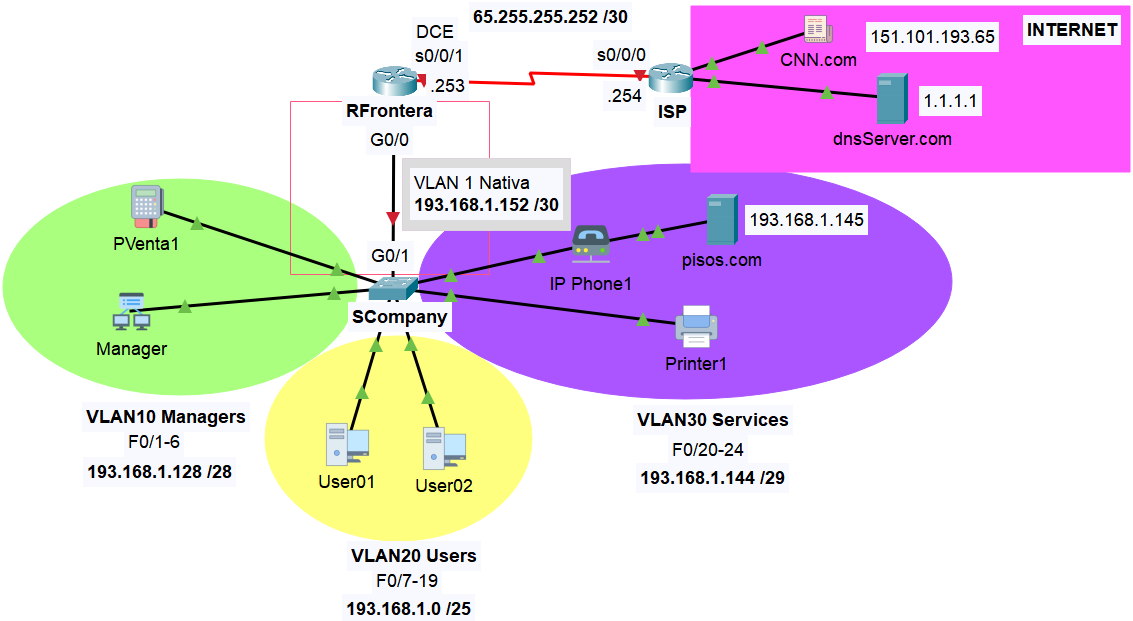 65.255.255.252 /30
DCE
s0/0/1
.253
RFrontera
G0/0
s0/0/0
.254
ISP
INTERNET
151.101.193.65
CNN.com
1.1.1.1
dnsServer.com
VLAN 1 Nativa
193.168.1.152 /30
G0/1
SCompany
PVenta1
Manager
VLAN10 Managers
F0/1-6
193.168.1.128 /28
193.168.1.145
pisos.com
IP Phone1
Printer1
VLAN30 Services
F0/20-24
193.168.1.144 /29
User01
User02
VLAN20 Users
F0/7-19
193.168.1.0 /25